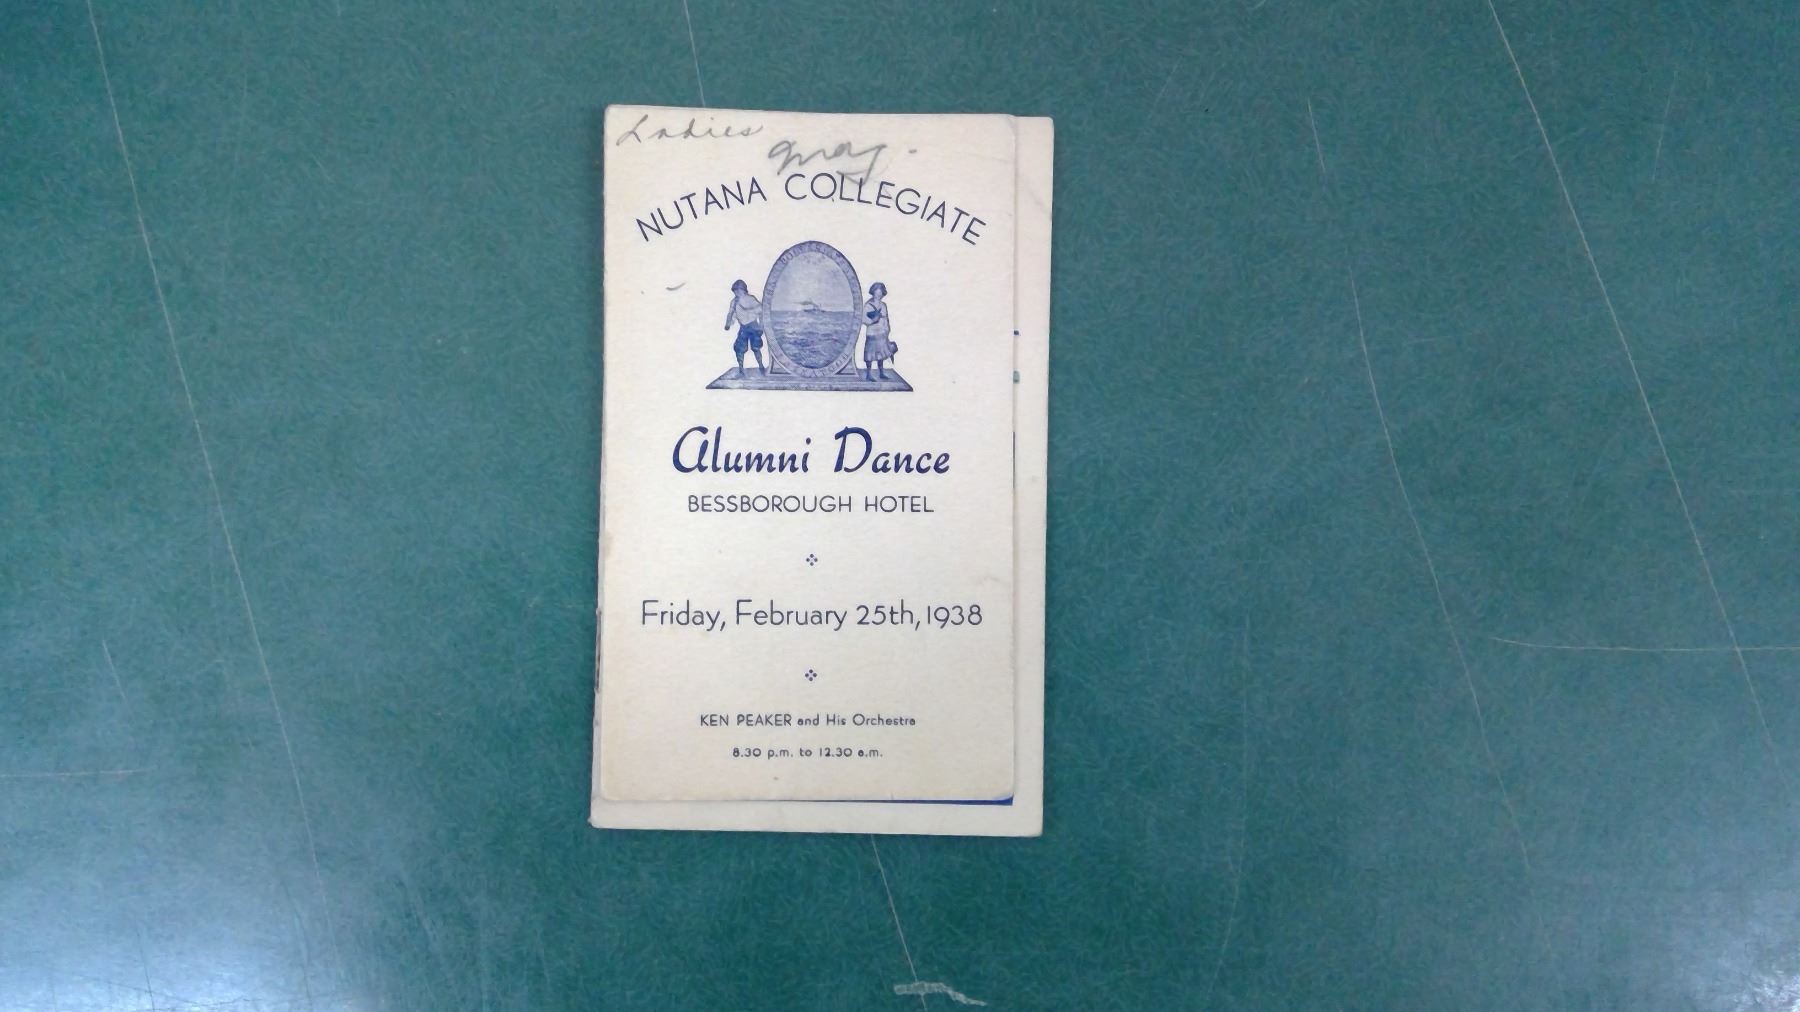 Ladies
Gray.
NUTANA COLLEGIATE
Alumni Dance
BESSBOROUGH HOTEL
Friday, February 25th, 1938
KEN PEAKER and His Orchestra
8.30 p.m. to 12.30 a.m.